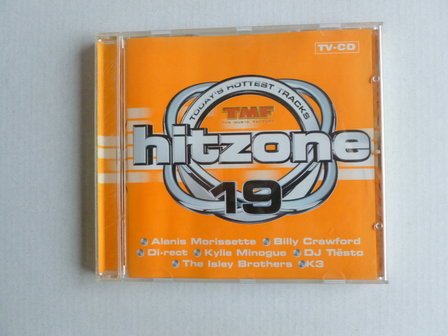 TV-CD
TODAY'S HOTTEST TRACKS
TMF
THE MUSIC FACTORY
hitzone
19
Alanis Morissette Billy Crawford
Di-rect Kylie Minogue DJ Tiësto
The Isley Brothers K3